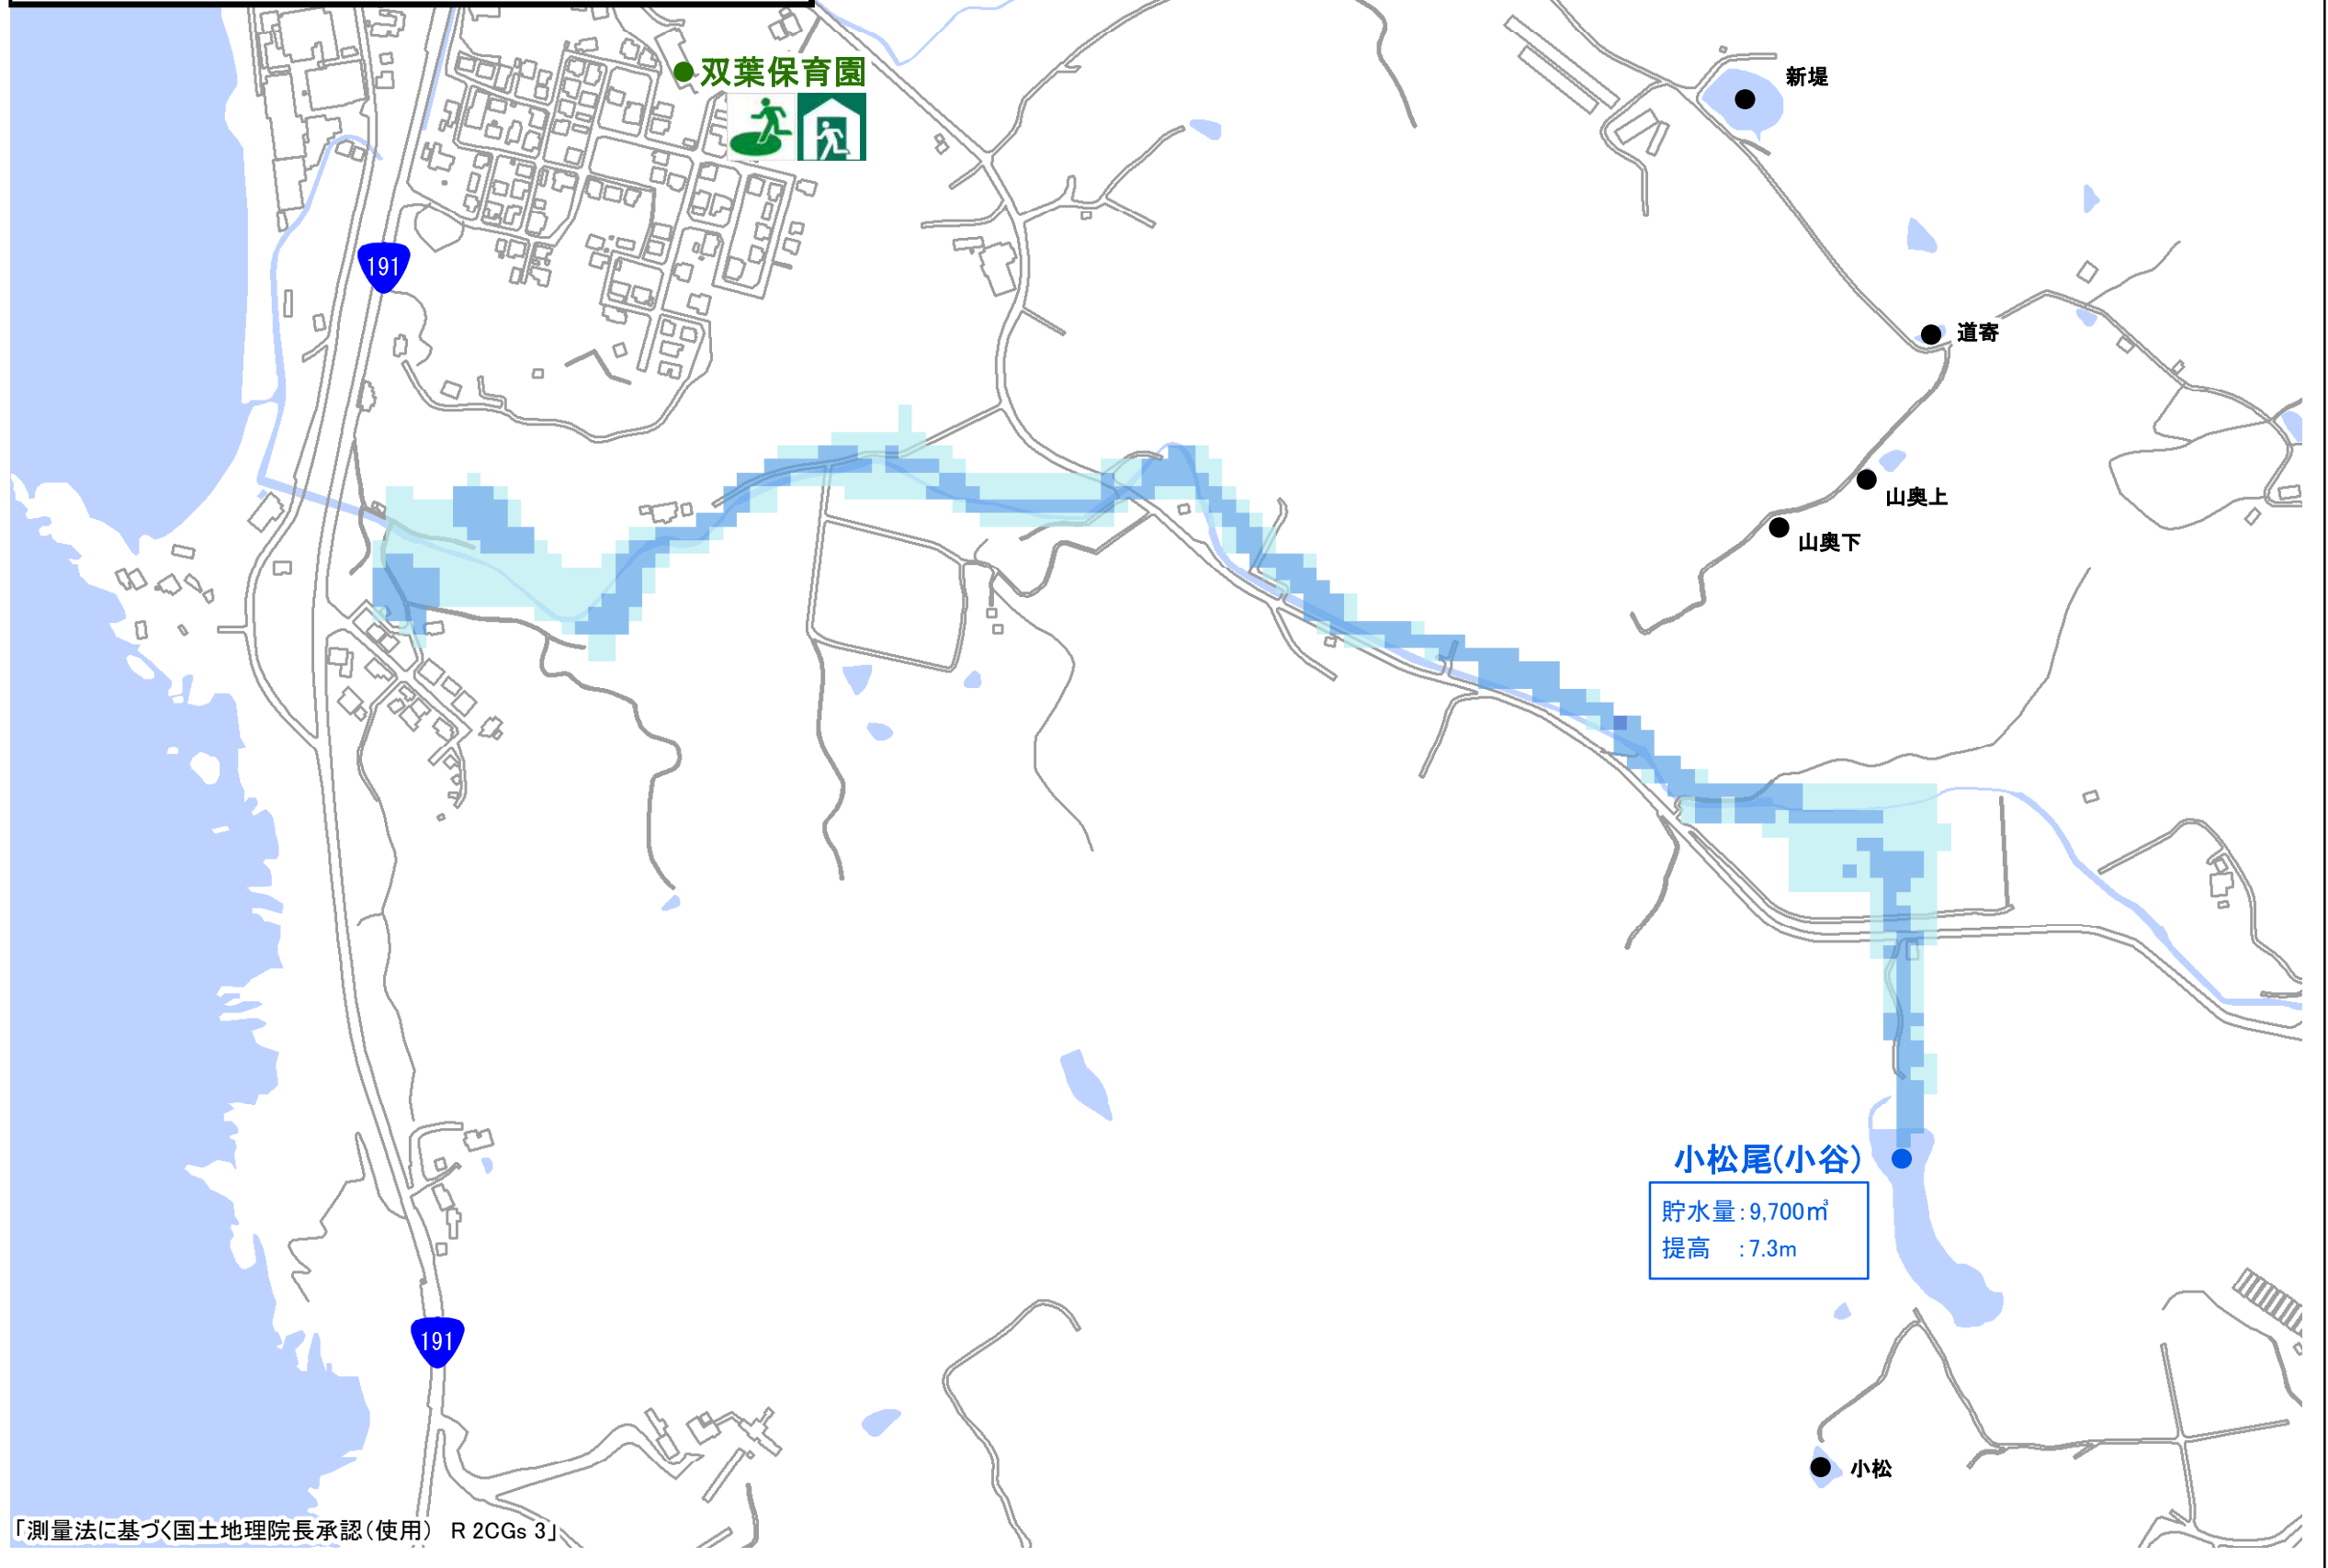 双葉保育園
新堤
191
道寄
山奥上
山奥下
小松尾(小谷)
貯水量:9,700㎥
提高 :7.3m
191
小松
「測量法に基づく国土地理院長承認(使用) R 2CGs 3」